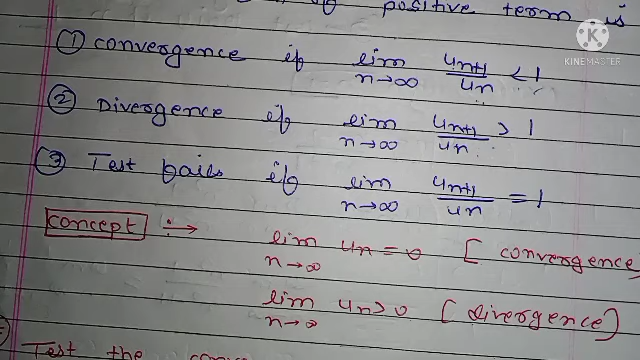 positive term is
KINEMASTER
① convergence if lim n→∞ un+1/un < 1
② Divergence if lim n→∞ un+1/un > 1
③ Test fails if lim n→∞ un+1/un = 1
concept ÷→ lim n→∞ un = 0 [convergence]
lim n→∞ un>0 (divergence)
Test the